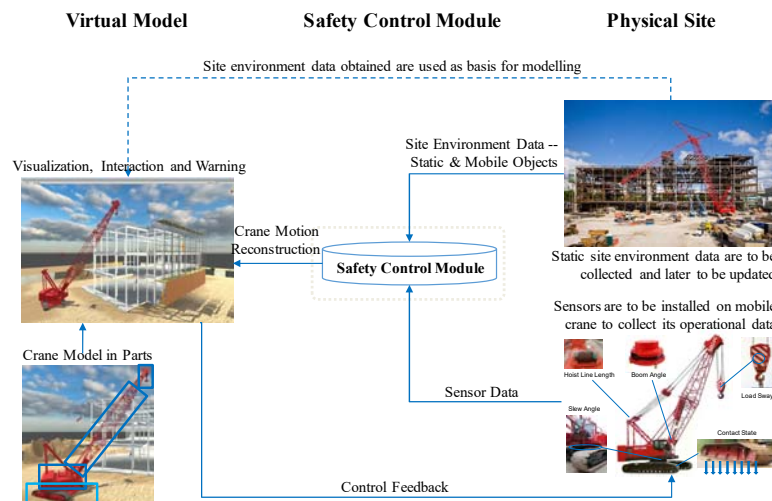 Virtual Model
Safety Control Module
Physical Site
Site environment data obtained are used as basis for modelling
Site Environment Data --
Static & Mobile Objects
Visualization, Interaction and Warning
Crane Motion
Reconstruction
Safety Control Module
Static site environment data are to be
collected and later to be updated
Sensors are to be installed on mobile
crane to collect its operational data
Crane Model in Parts
Hoist Line Length
Boom Angle
Load Sway
Sensor Data
Slew Angle
Contact State
Control Feedback